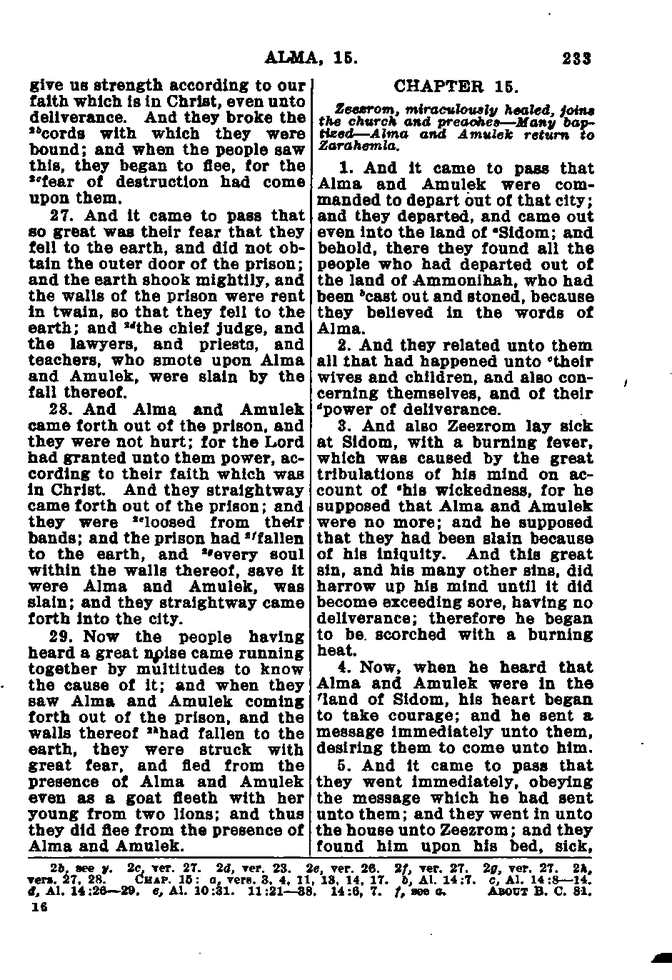 ALMA, 15. 233
give us strength according to our
faith which is in Christ, even unto
deliverance. And they broke the
²ᵇcords with which they were
bound; and when the people saw
this, they began to flee, for the
²ᶜfear of destruction had come
upon them.
27. And it came to pass that
so great was their fear that they
fell to the earth, and did not ob-
tain the outer door of the prison;
and the earth shook mightily, and
the walls of the prison were rent
in twain, so that they fell to the
earth; and ²ᵈthe chief judge, and
the lawyers, and priests, and
teachers, who smote upon Alma
and Amulek, were slain by the
fall thereof.
28. And Alma and Amulek
came forth out of the prison, and
they were not hurt; for the Lord
had granted unto them power, ac-
cording to their faith which was
in Christ. And they straightway
came forth out of the prison; and
they were ²ᵉloosed from their
bands; and the prison had ²ᶠfallen
to the earth, and ²ᵍevery soul
within the walls thereof, save it
were Alma and Amulek, was
slain; and they straightway came
forth into the city.
29. Now the people having
heard a great noise came running
together by multitudes to know
the cause of it; and when they
saw Alma and Amulek coming
forth out of the prison, and the
walls thereof ²ʰhad fallen to the
earth, they were struck with
great fear, and fled from the
presence of Alma and Amulek
even as a goat fleeth with her
young from two lions; and thus
they did flee from the presence of
Alma and Amulek.
CHAPTER 15.
Zeezrom, miraculously healed, joins
the church and preaches—Many bap-
tized—Alma and Amulek return to
Zarahemla.
1. And it came to pass that
Alma and Amulek were com-
manded to depart out of that city;
and they departed, and came out
even into the land of ᵃSidom; and
behold, there they found all the
people who had departed out of
the land of Ammonihah, who had
been ᵇcast out and stoned, because
they believed in the words of
Alma.
2. And they related unto them
all that had happened unto ᶜtheir
wives and children, and also con-
cerning themselves, and of their
ᵈpower of deliverance.
3. And also Zeezrom lay sick
at Sidom, with a burning fever,
which was caused by the great
tribulations of his mind on ac-
count of ᵉhis wickedness, for he
supposed that Alma and Amulek
were no more; and he supposed
that they had been slain because
of his iniquity. And this great
sin, and his many other sins, did
harrow up his mind until it did
become exceeding sore, having no
deliverance; therefore he began
to be scorched with a burning
heat.
4. Now, when he heard that
Alma and Amulek were in the
ᶠland of Sidom, his heart began
to take courage; and he sent a
message immediately unto them,
desiring them to come unto him.
5. And it came to pass that
they went immediately, obeying
the message which he had sent
unto them; and they went in unto
the house unto Zeezrom; and they
found him upon his bed, sick,
2b, see y. 2c, ver. 27. 2d, ver. 23. 2e, ver. 26. 2f, ver. 27. 2g, ver. 27. 2h,
vers. 27, 28. CHAP. 15: a, vers. 3, 4, 11, 13, 14, 17. b, Al. 14:7. c, Al. 14:8—14.
d, Al. 14:26—29. e, Al. 10:31. 11:21—38. 14:6, 7. f, see a. ABOUT B. C. 81.
16